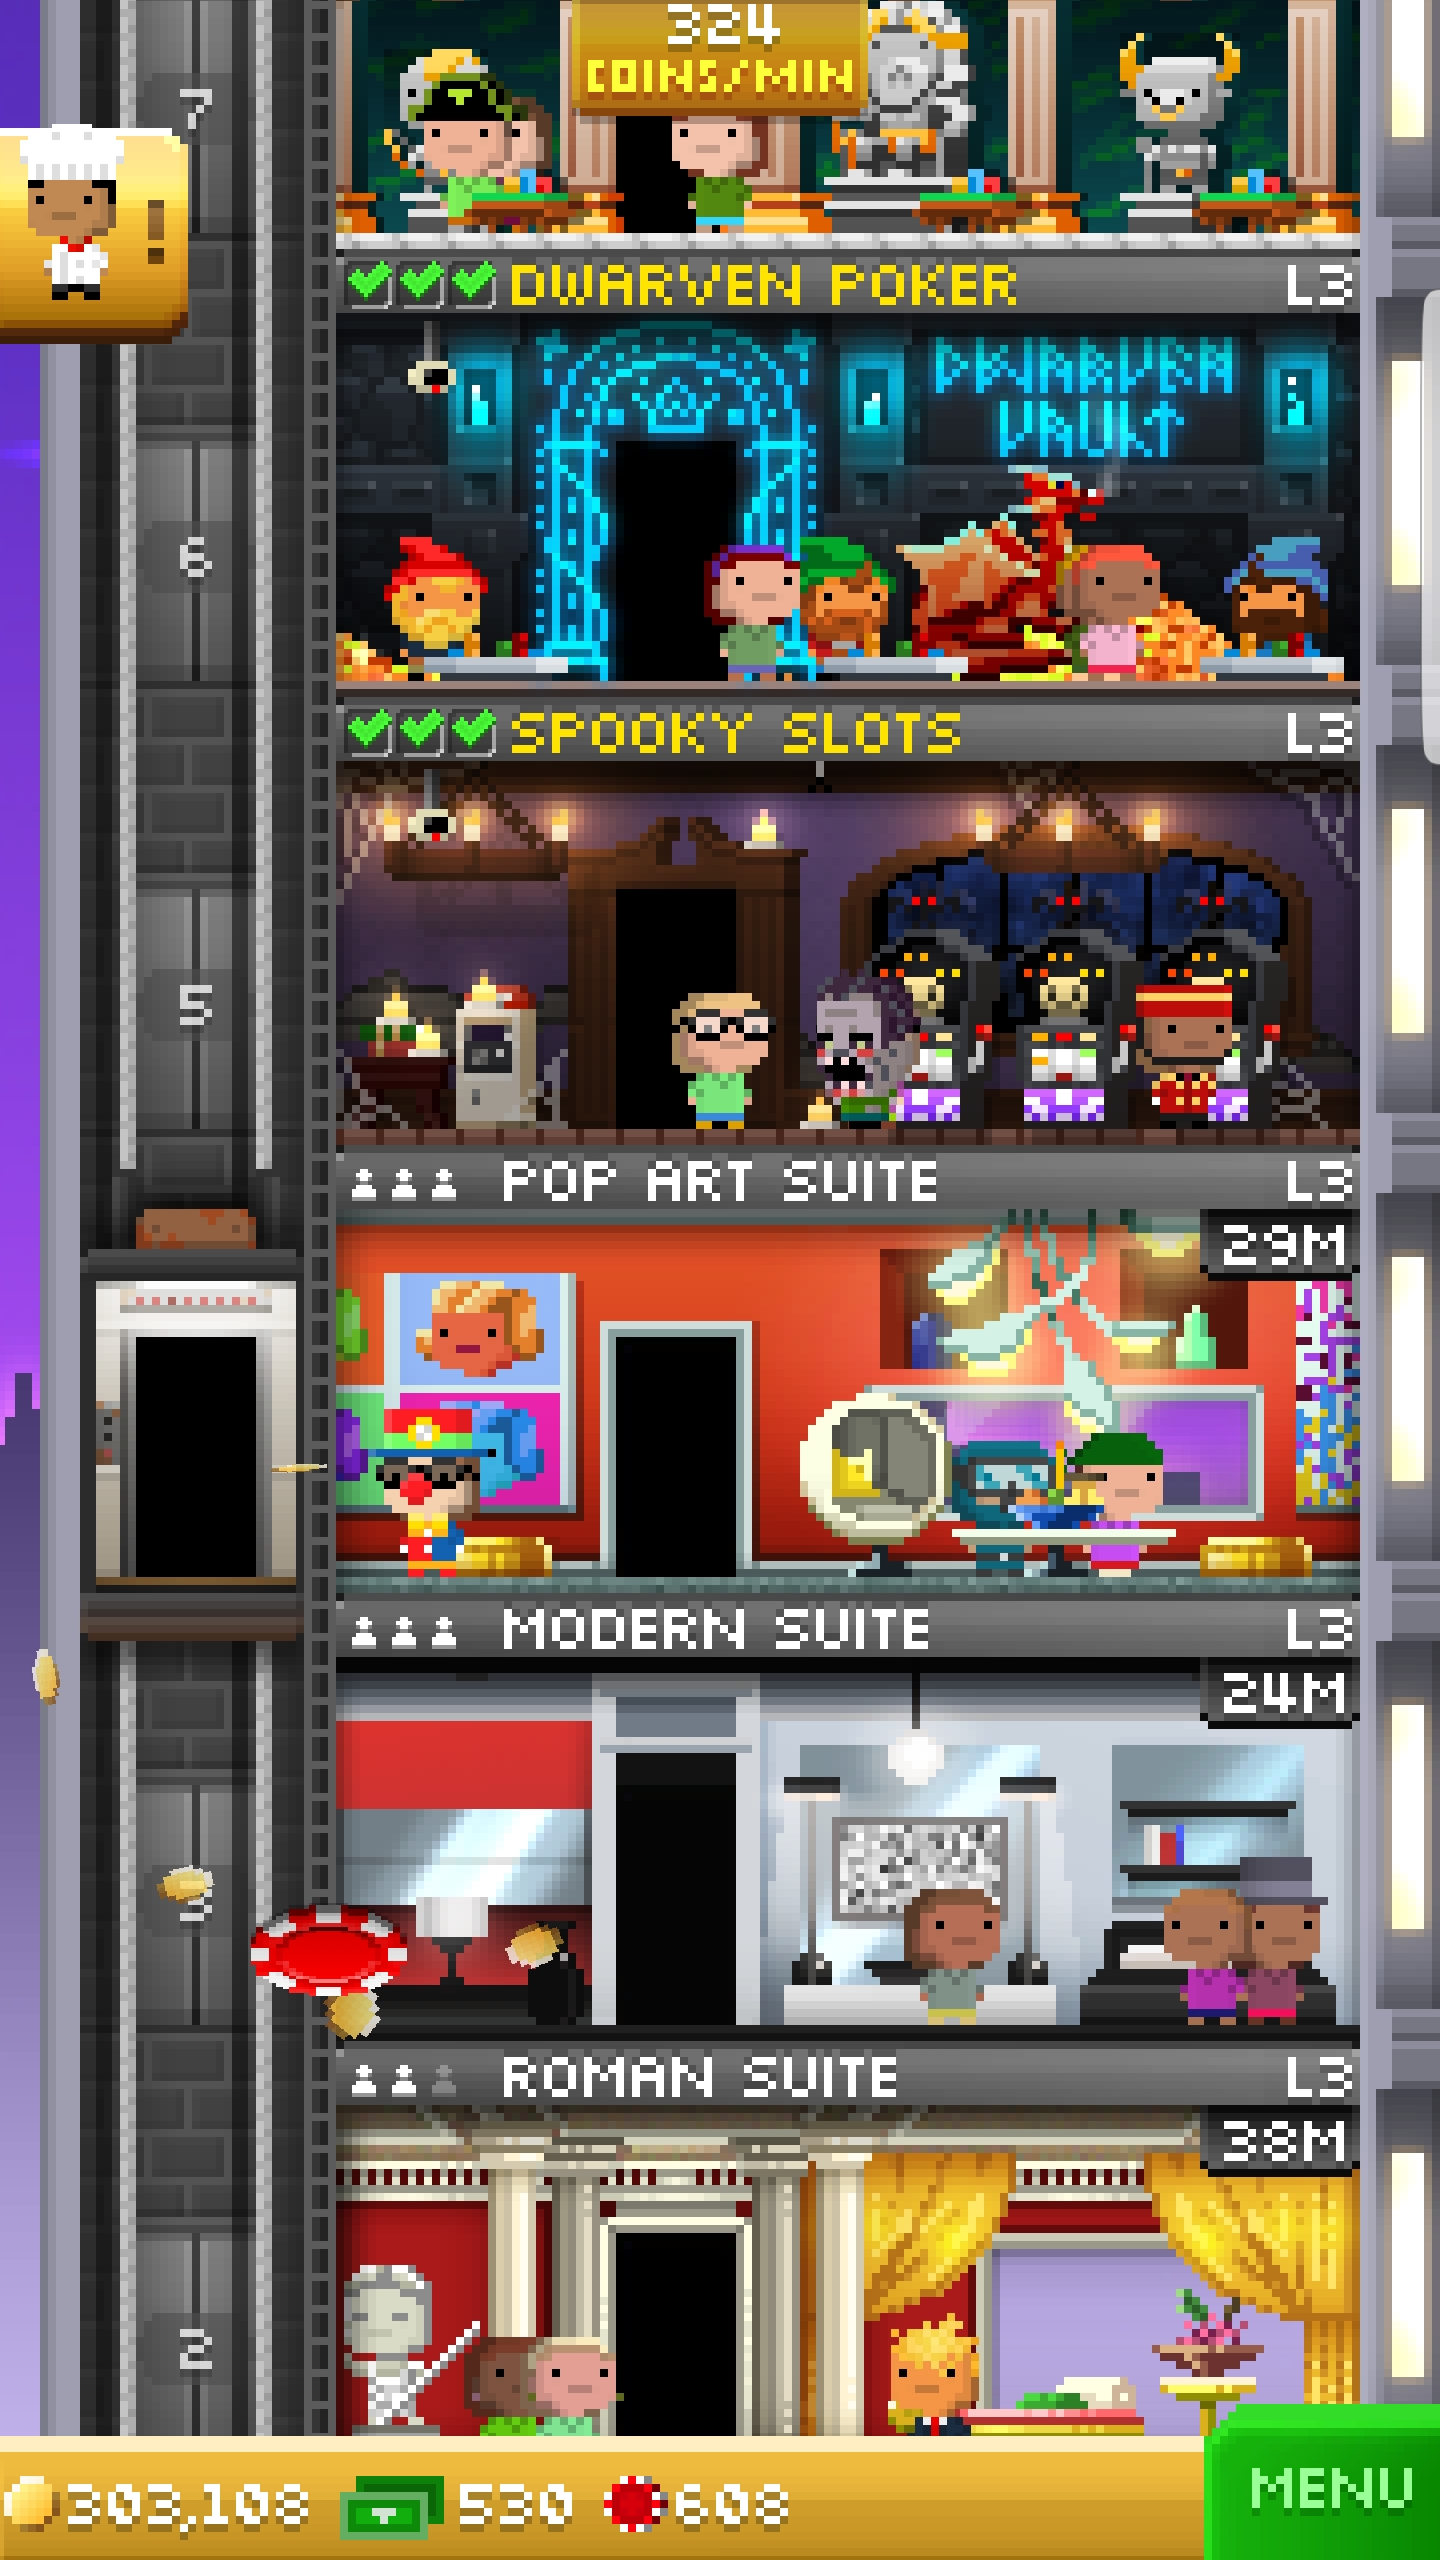 324
COINS/MIN
7
!
DWARVEN POKER L3
DWARVEN
VAULT
6
SPOOKY SLOTS L3
5
POP ART SUITE L3
29M
MODERN SUITE L3
24M
3
ROMAN SUITE L3
38M
2
303,108 530 608
MENU